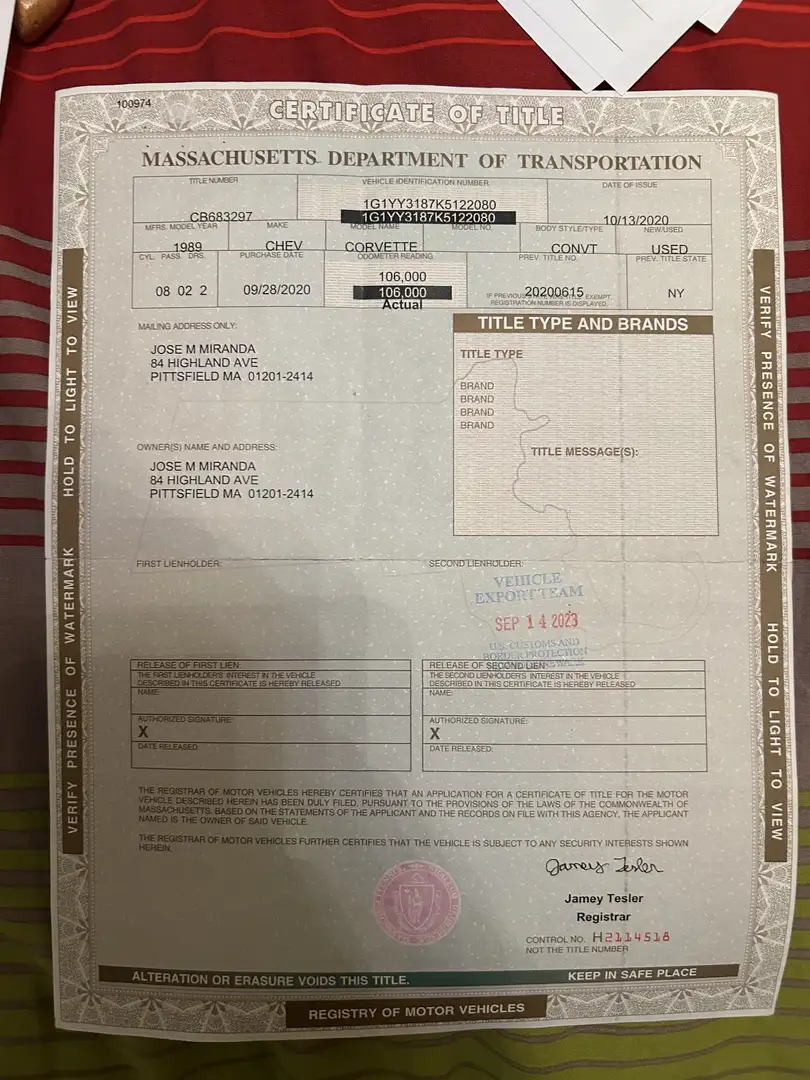 100974
CERTIFICATE OF TITLE
MASSACHUSETTS DEPARTMENT OF TRANSPORTATION
TITLE NUMBER
VEHICLE IDENTIFICATION NUMBER
DATE OF ISSUE
CB683297
1G1YY3187K5122080
1G1YY3187K5122080
10/13/2020
MFRS. MODEL YEAR
MAKE
MODEL NAME
MODEL NO.
BODY STYLE/TYPE
NEW/USED
1989
CHEV
CORVETTE
CONVT
USED
CYL. PASS. DRS.
PURCHASE DATE
ODOMETER READING
PREV. TITLE NO.
PREV. TITLE STATE
08 02 2
09/28/2020
106,000
106,000
Actual
20200615
IF PREVIOUS STATE WAS TITLE EXEMPT,
REGISTRATION NUMBER IS DISPLAYED.
NY
MAILING ADDRESS ONLY:
JOSE M MIRANDA
84 HIGHLAND AVE
PITTSFIELD MA 01201-2414
TITLE TYPE AND BRANDS
TITLE TYPE
BRAND
BRAND
BRAND
BRAND
TITLE MESSAGE(S):
OWNER(S) NAME AND ADDRESS:
JOSE M MIRANDA
84 HIGHLAND AVE
PITTSFIELD MA 01201-2414
FIRST LIENHOLDER:
SECOND LIENHOLDER:
VEHICLE
EXPORT TEAM
SEP 14 2023
U.S. CUSTOMS AND
BORDER PROTECTION
RELEASE OF FIRST LIEN:
THE FIRST LIENHOLDER'S INTEREST IN THE VEHICLE
DESCRIBED IN THIS CERTIFICATE IS HEREBY RELEASED
NAME:
AUTHORIZED SIGNATURE:
X
DATE RELEASED:
RELEASE OF SECOND LIEN:
THE SECOND LIENHOLDER'S INTEREST IN THE VEHICLE
DESCRIBED IN THIS CERTIFICATE IS HEREBY RELEASED
NAME:
AUTHORIZED SIGNATURE:
X
DATE RELEASED:
THE REGISTRAR OF MOTOR VEHICLES HEREBY CERTIFIES THAT AN APPLICATION FOR A CERTIFICATE OF TITLE FOR THE MOTOR
VEHICLE DESCRIBED HEREIN HAS BEEN DULY FILED, PURSUANT TO THE PROVISIONS OF THE LAWS OF THE COMMONWEALTH OF
MASSACHUSETTS. BASED ON THE STATEMENTS OF THE APPLICANT AND THE RECORDS ON FILE WITH THIS AGENCY, THE APPLICANT
NAMED IS THE OWNER OF SAID VEHICLE.
THE REGISTRAR OF MOTOR VEHICLES FURTHER CERTIFIES THAT THE VEHICLE IS SUBJECT TO ANY SECURITY INTERESTS SHOWN
HEREIN.
Jamey Tesler
Jamey Tesler
Registrar
CONTROL NO. H2114518
NOT THE TITLE NUMBER
ALTERATION OR ERASURE VOIDS THIS TITLE.
KEEP IN SAFE PLACE
REGISTRY OF MOTOR VEHICLES
VERIFY PRESENCE OF WATERMARK HOLD TO LIGHT TO VIEW
VERIFY PRESENCE OF WATERMARK HOLD TO LIGHT TO VIEW